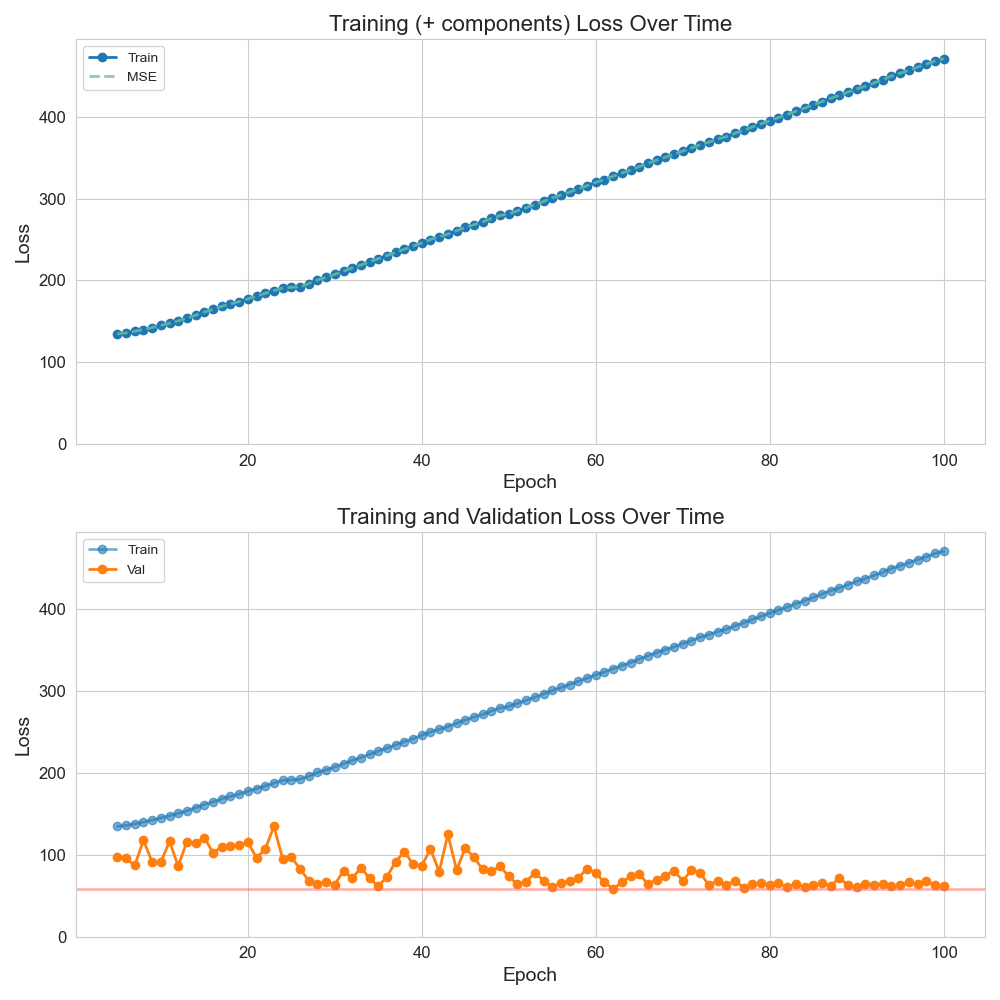 Training (+ components) Loss Over Time
Train
MSE
Loss
400
300
200
100
0
20 40 60 80 100
Epoch
Training and Validation Loss Over Time
Train
Val
Loss
400
300
200
100
0
20 40 60 80 100
Epoch